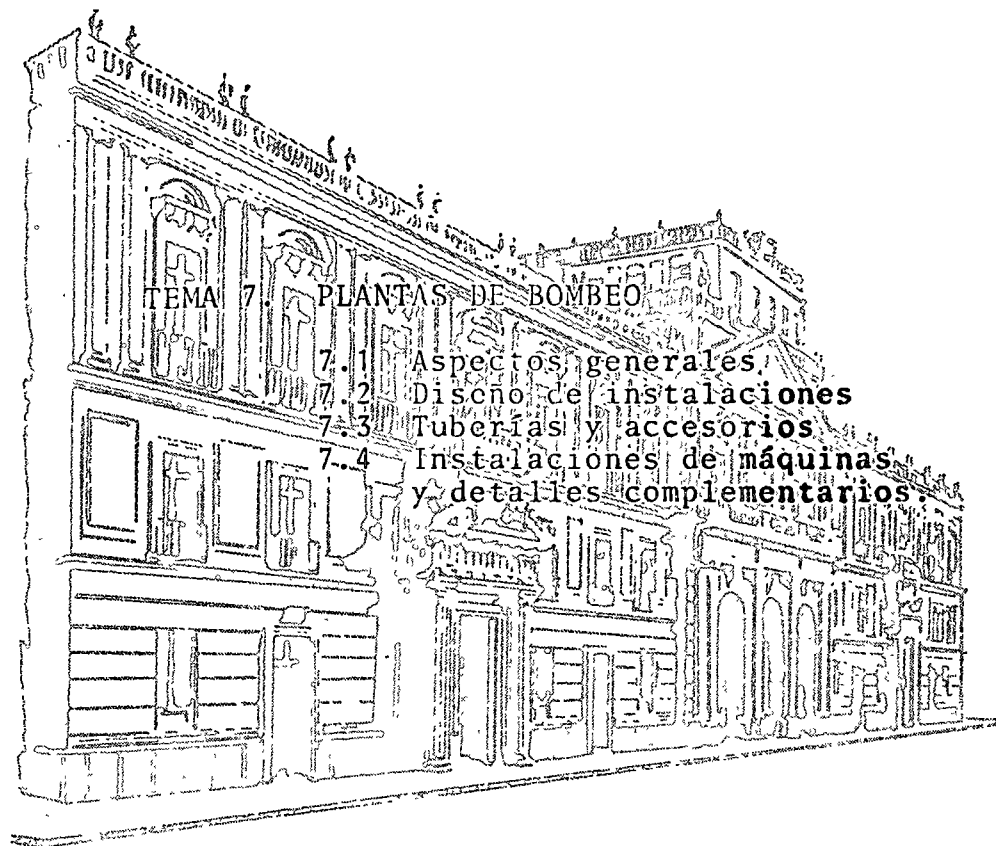 TEMA 7. PLANTAS DE BOMBEO
7.1 Aspectos generales.
7.2 Diseño de instalaciones
7.3 Tuberías y accesorios
7.4 Instalaciones de máquinas
y detalles complementarios.